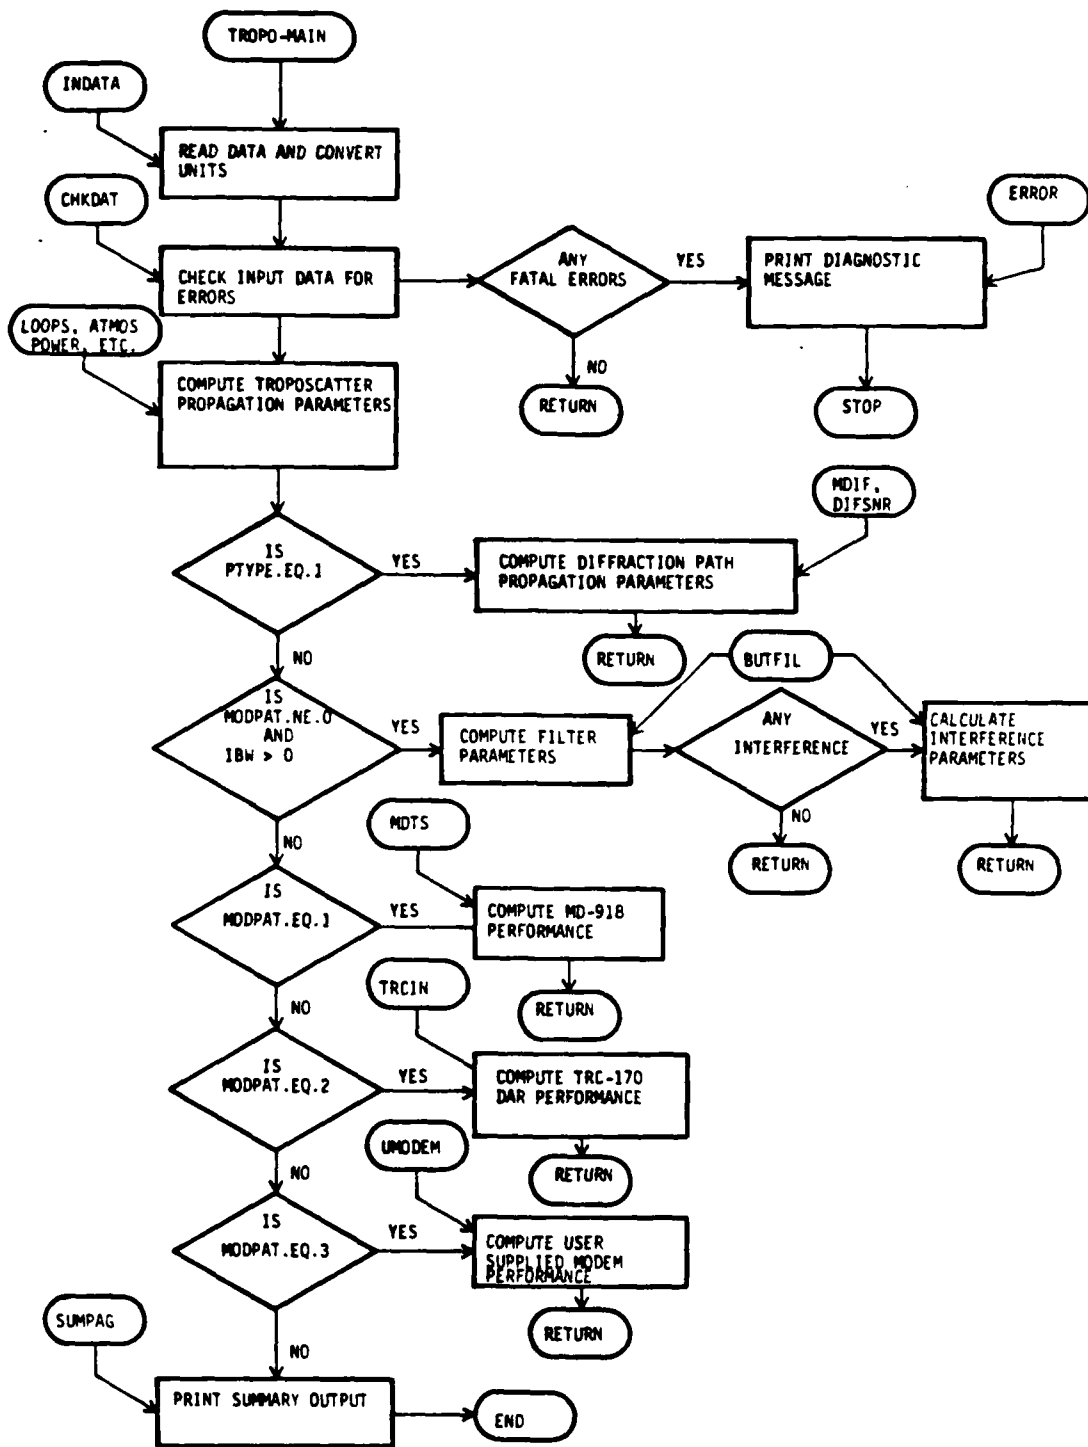 TROPO-MAIN
INDATA
READ DATA AND CONVERT
UNITS
CHKDAT
ERROR
CHECK INPUT DATA FOR
ERRORS
ANY
FATAL ERRORS
YES
PRINT DIAGNOSTIC
MESSAGE
LOOPS, ATMOS
POWER, ETC.
NO
RETURN
STOP
COMPUTE TROPOSCATTER
PROPAGATION PARAMETERS
MDIF,
DIFSNR
IS
PTYPE.EQ.1
YES
COMPUTE DIFFRACTION PATH
PROPAGATION PARAMETERS
NO
RETURN
BUTFIL
IS
MODPAT.NE.0
AND
IBW > 0
YES
COMPUTE FILTER
PARAMETERS
ANY
INTERFERENCE
YES
CALCULATE
INTERFERENCE
PARAMETERS
NO
RETURN
RETURN
NO
MDTS
IS
MODPAT.EQ.1
YES
COMPUTE MD-918
PERFORMANCE
RETURN
NO
TRCIN
IS
MODPAT.EQ.2
YES
COMPUTE TRC-170
DAR PERFORMANCE
RETURN
NO
UMODEM
IS
MODPAT.EQ.3
YES
COMPUTE USER
SUPPLIED MODEM
PERFORMANCE
RETURN
NO
SUMPAG
PRINT SUMMARY OUTPUT
END